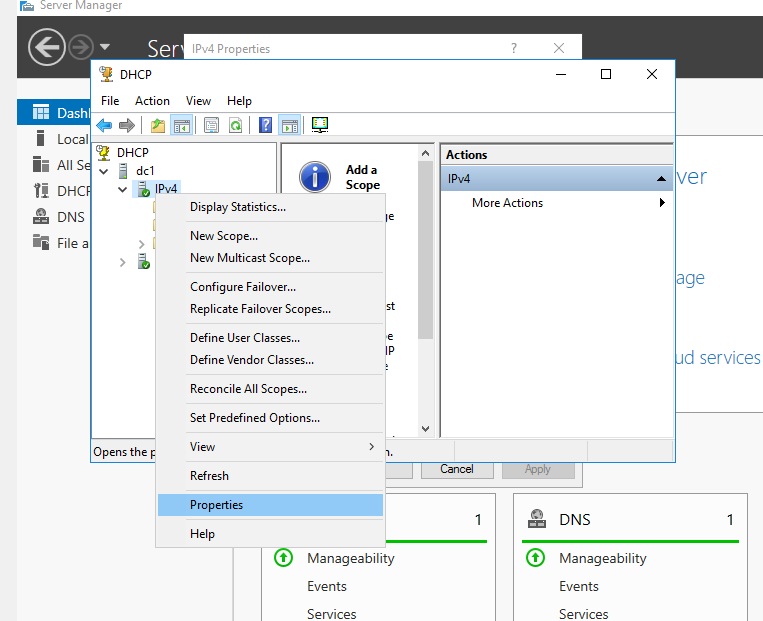 Server Manager
Ser
IPv4 Properties
?
DHCP
File Action View Help
DHCP
dc1
IPv4
Add a
Scope
Actions
IPv4
More Actions
Dashb
Local
All Se
DHCP
DNS
File a
Display Statistics...
New Scope...
New Multicast Scope...
Configure Failover...
Replicate Failover Scopes...
Define User Classes...
Define Vendor Classes...
Reconcile All Scopes...
Set Predefined Options...
View
Refresh
Properties
Help
ge
st
e
IP
e
ver
age
ud services
Opens the p
n.
Cancel
Apply
1
Manageability
Events
Services
DNS 1
Manageability
Events
Services